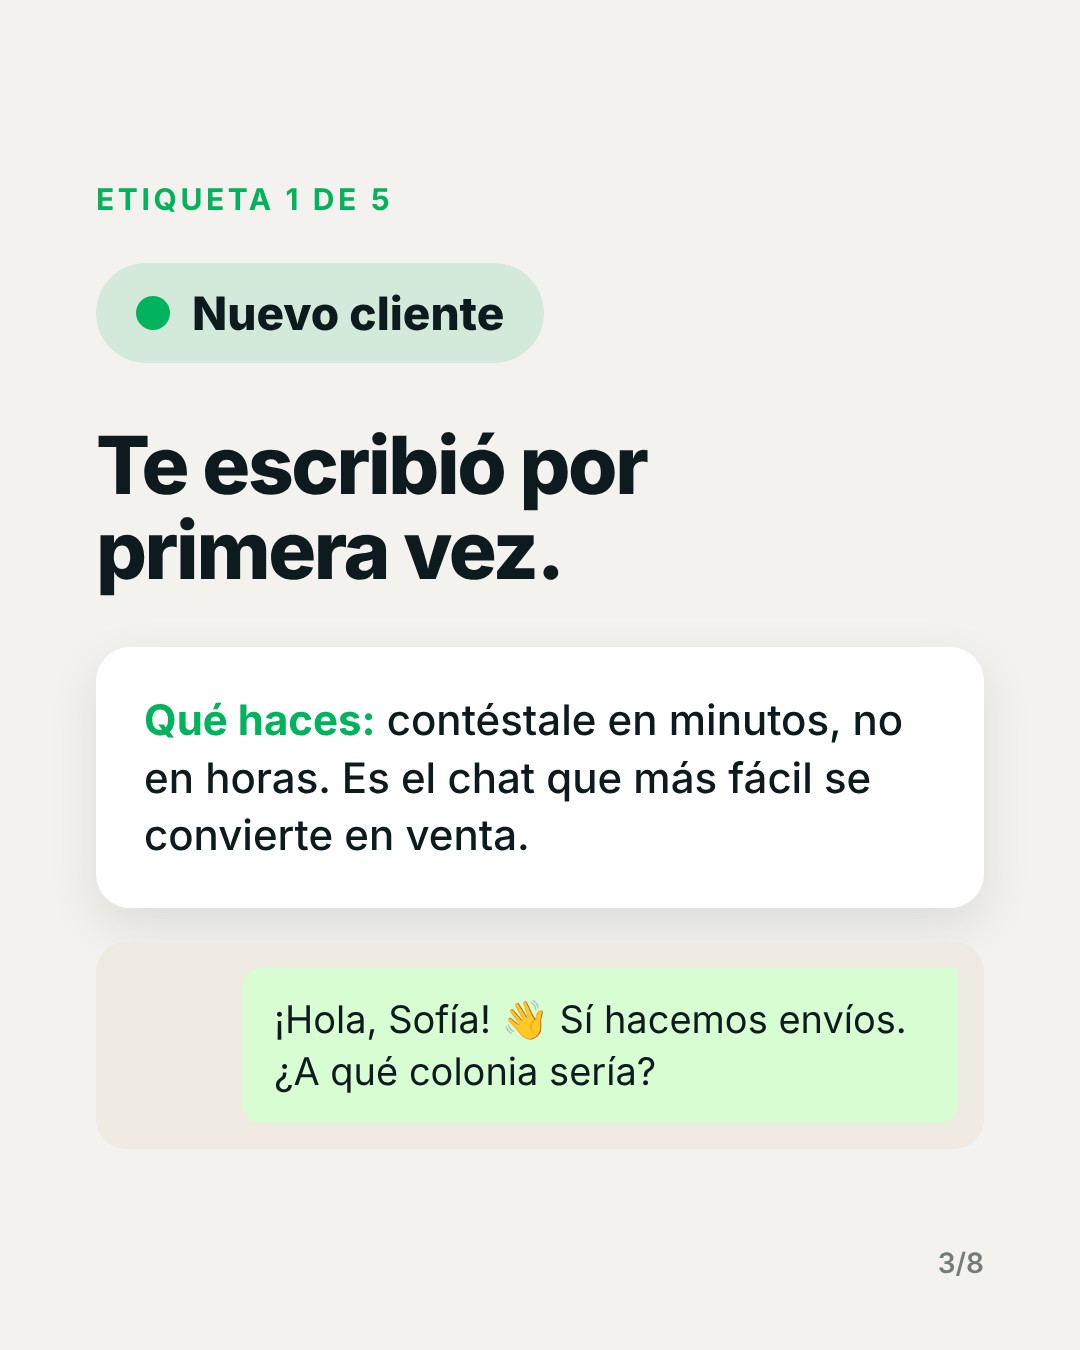 ETIQUETA 1 DE 5
Nuevo cliente
Te escribió por
primera vez.
Qué haces: contéstale en minutos, no
en horas. Es el chat que más fácil se
convierte en venta.
¡Hola, Sofía! 👋 Sí hacemos envíos.
¿A qué colonia sería?
3/8